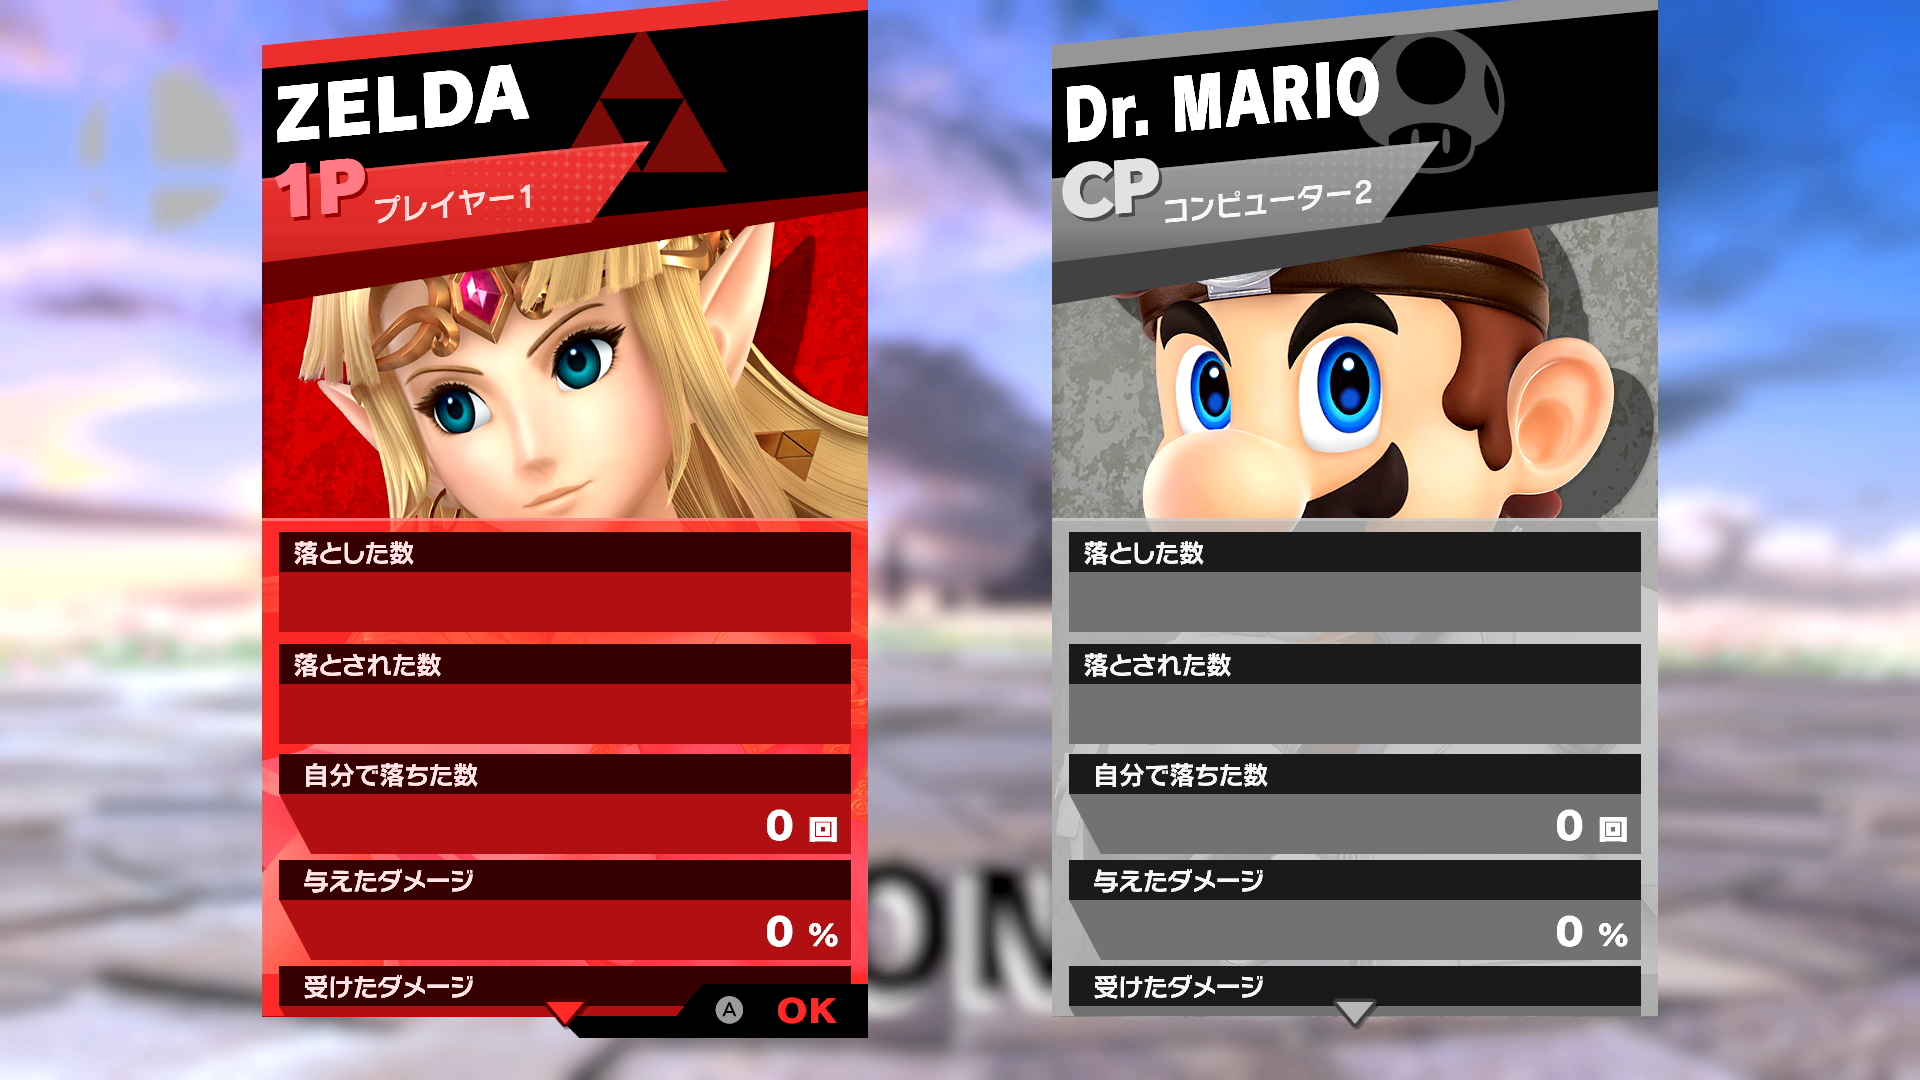 ZELDA
1P プレイヤー1
落とした数
落とされた数
自分で落ちた数
0 回
与えたダメージ
0 %
受けたダメージ
A OK
Dr. MARIO
CP コンピューター2
落とした数
落とされた数
自分で落ちた数
0 回
与えたダメージ
0 %
受けたダメージ